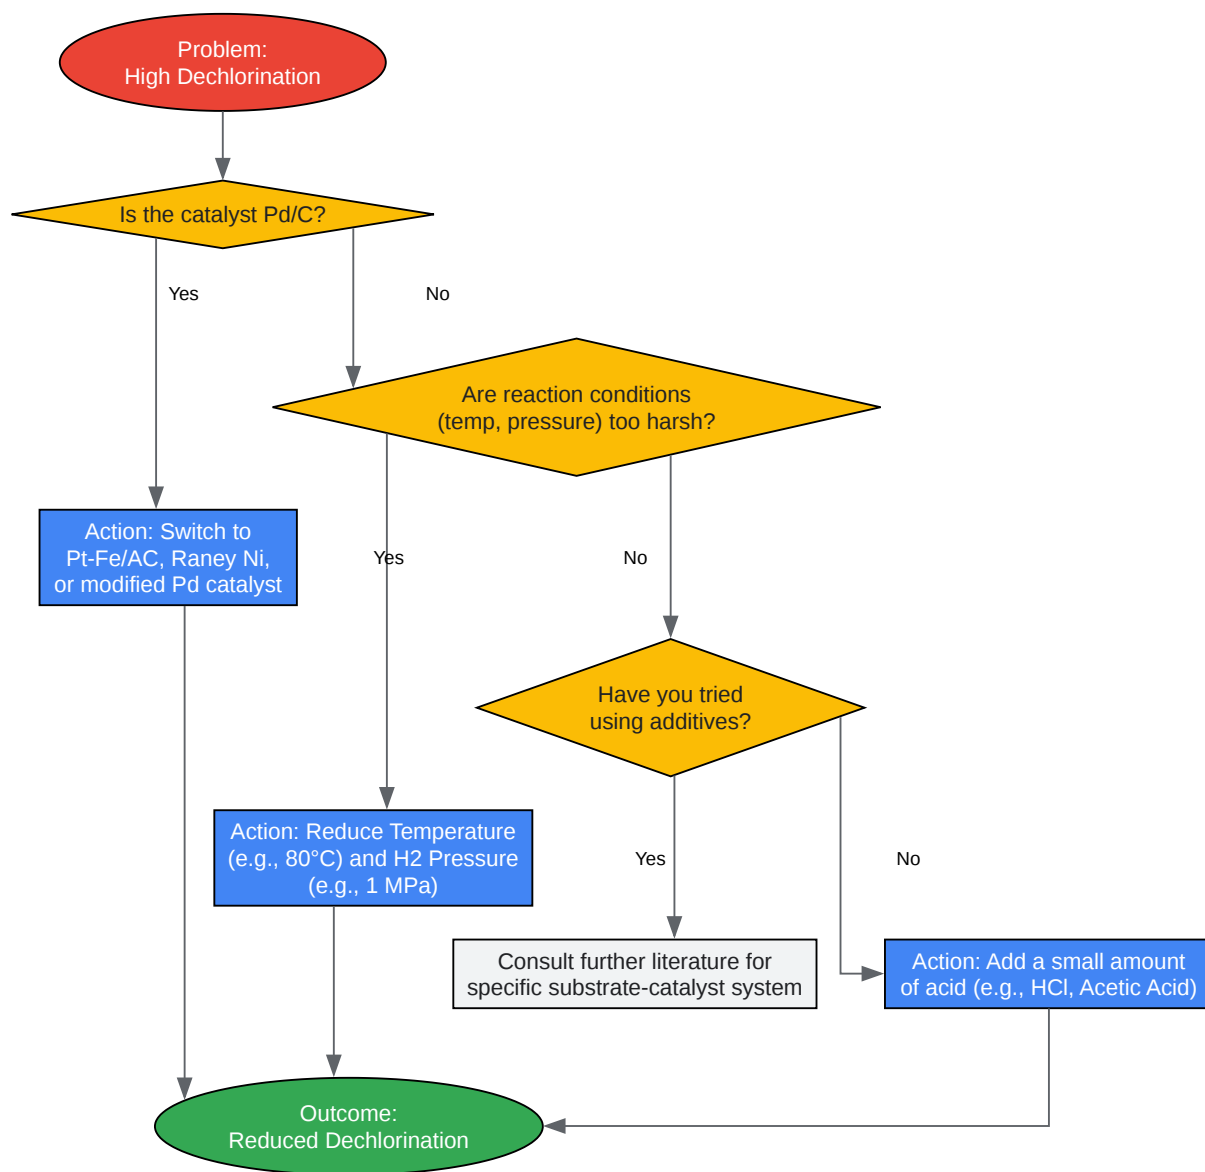 Problem:
High Dechlorination
Is the catalyst Pd/C?
Yes
No
Are reaction conditions
(temp, pressure) too harsh?
Action: Switch to
Pt-Fe/AC, Raney Ni,
or modified Pd catalyst
Yes
No
Have you tried
using additives?
Action: Reduce Temperature
(e.g., 80°C) and H2 Pressure
(e.g., 1 MPa)
Yes
No
Consult further literature for
specific substrate-catalyst system
Action: Add a small amount
of acid (e.g., HCl, Acetic Acid)
Outcome:
Reduced Dechlorination